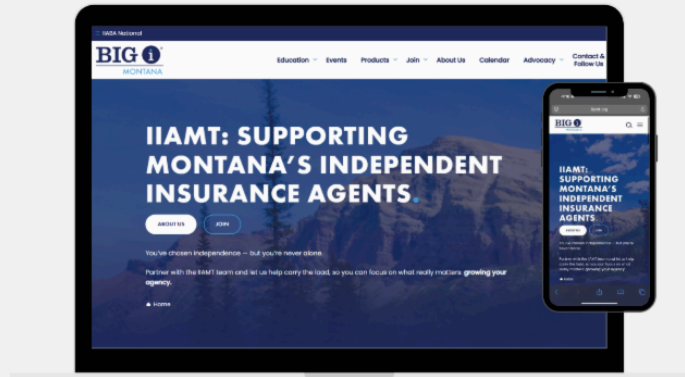 IIABA National
BIG i
MONTANA
Education Events Products Join About Us Calendar Advocacy Contact &
Follow Us
IIAMT: SUPPORTING
MONTANA'S INDEPENDENT
INSURANCE AGENTS.
ABOUT US JOIN
You've chosen independence — but you're never alone.
Partner with the IIAMT team and let us help carry the load, so you can focus on what really matters: growing your
agency.
Home
BIG i
IIAMT:
SUPPORTING
MONTANA'S
INDEPENDENT
INSURANCE
AGENTS.
ABOUT US JOIN